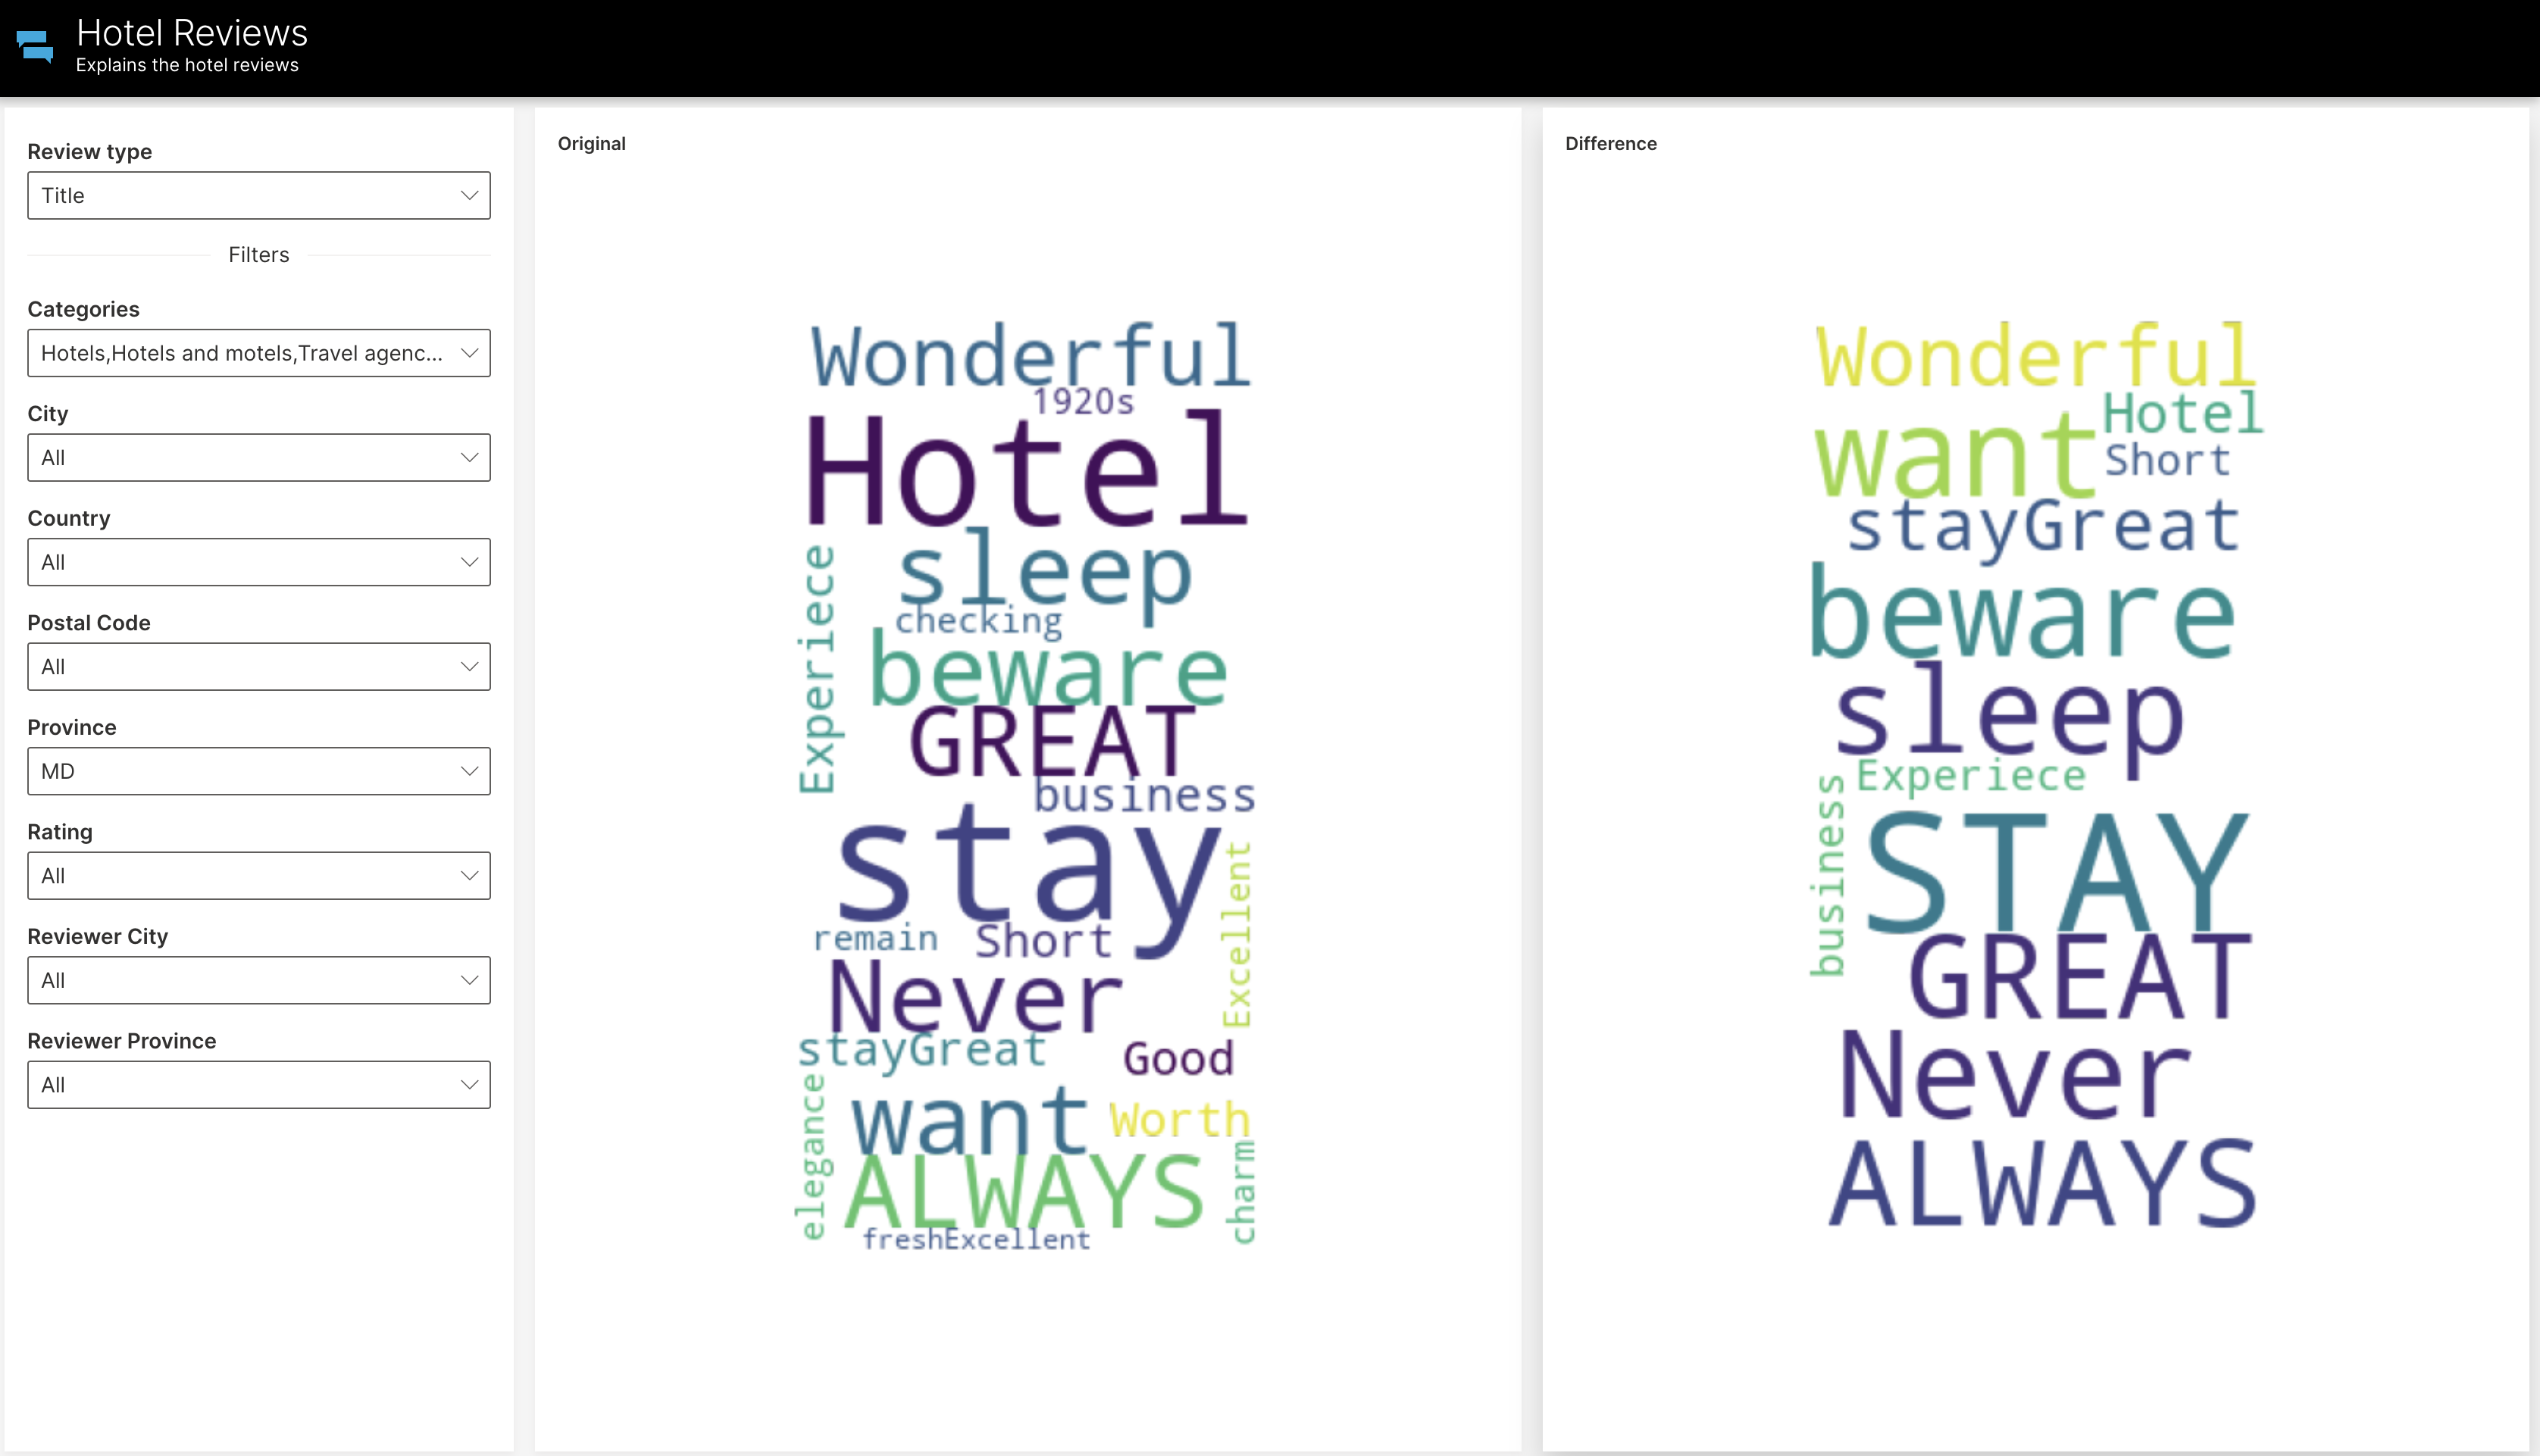 Hotel Reviews
Explains the hotel reviews
Review type
Title
Filters
Categories
Hotels,Hotels and motels,Travel agenc...
City
All
Country
All
Postal Code
All
Province
MD
Rating
All
Reviewer City
All
Reviewer Province
All
Original
Wonderful
1920s
Hotel
sleep
Experiece
checking
beware
GREAT
business
stay
Excellent
remain Short
Never
stayGreat Good
want Worth
elegance
ALWAYS
charm
freshExcellent
Difference
Wonderful
Hotel
want
Short
stayGreat
beware
sleep
Experiece
business
STAY
GREAT
Never
ALWAYS